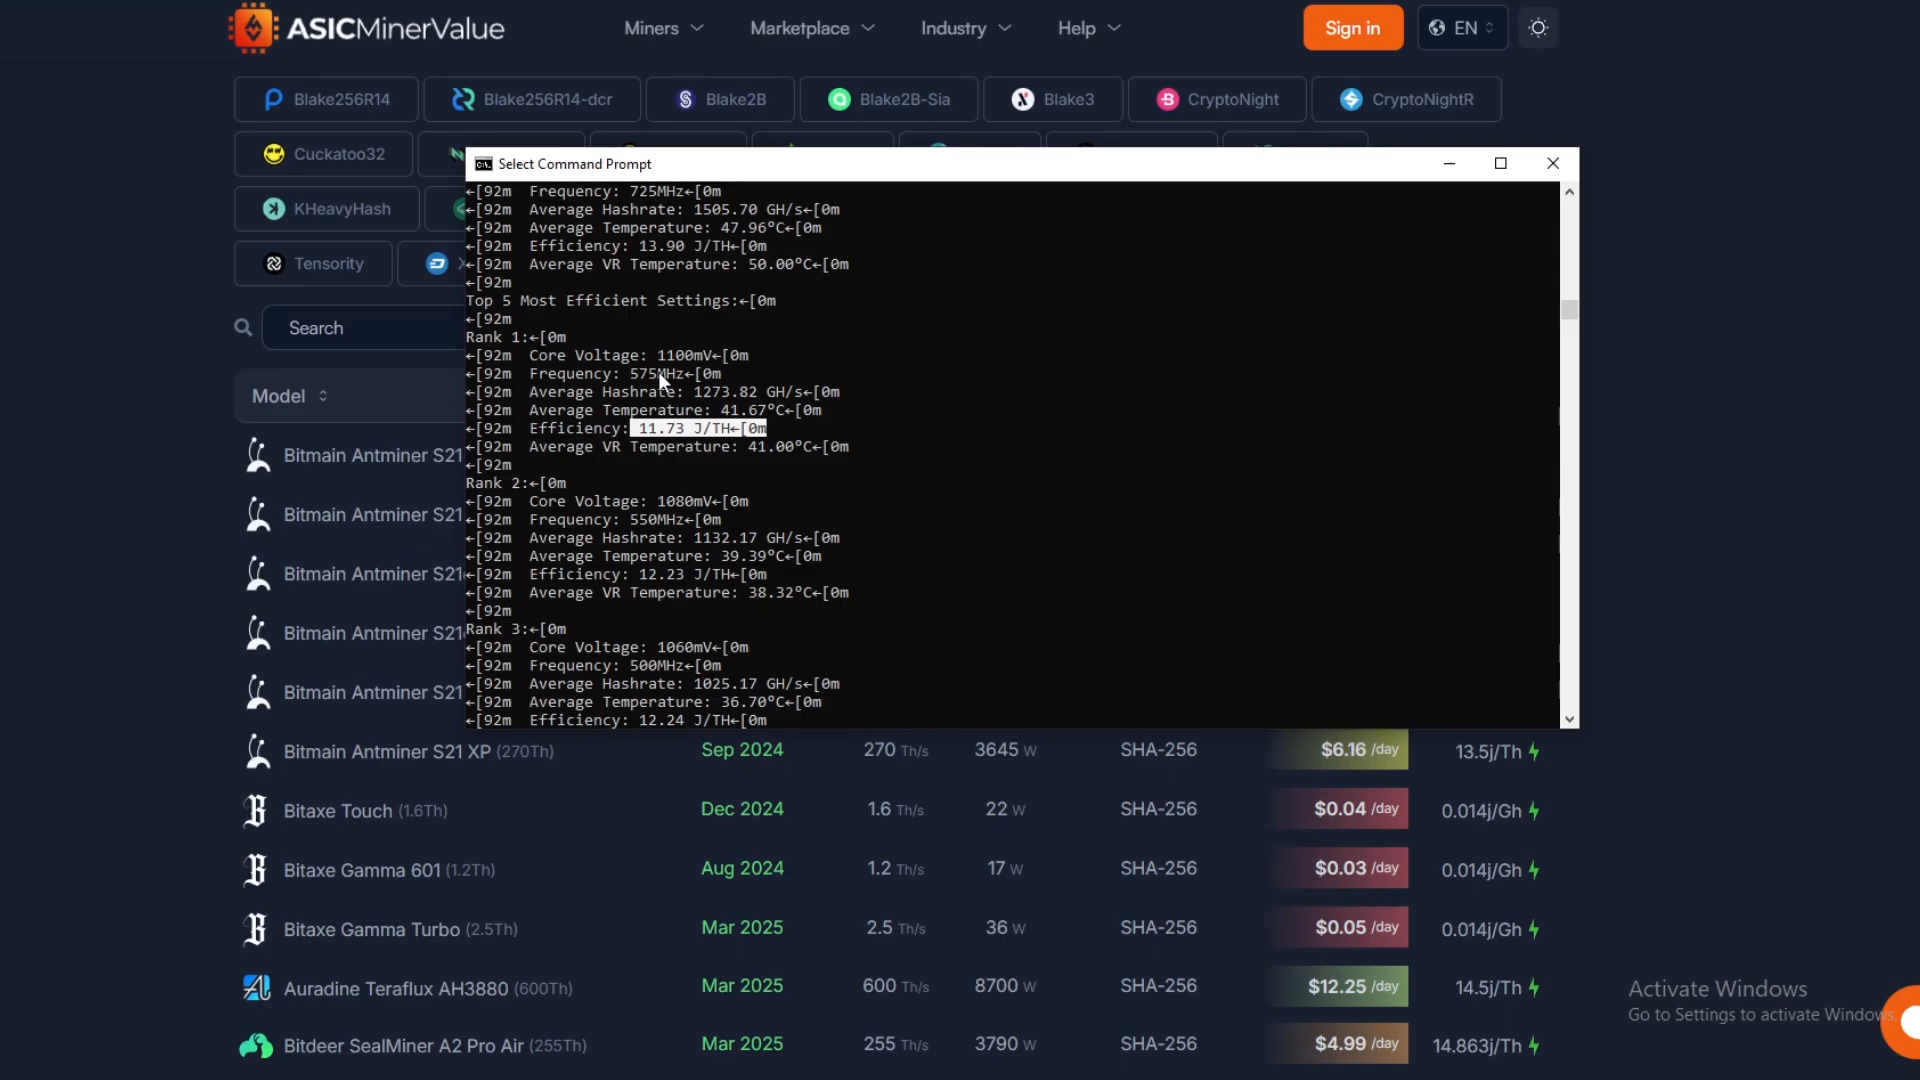 ASICMinerValue
Miners
Marketplace
Industry
Help
Sign in
EN
Blake256R14
Blake256R14-dcr
Blake2B
Blake2B-Sia
Blake3
CryptoNight
CryptoNightR
Cuckatoo32
KHeavyHash
Tensority
X
Search
Model
Select Command Prompt
←[92m  Frequency: 725MHz←[0m
←[92m  Average Hashrate: 1505.70 GH/s←[0m
←[92m  Average Temperature: 47.96°C←[0m
←[92m  Efficiency: 13.90 J/TH←[0m
←[92m  Average VR Temperature: 50.00°C←[0m
←[92m
Top 5 Most Efficient Settings:←[0m
←[92m
Rank 1:←[0m
←[92m  Core Voltage: 1100mV←[0m
←[92m  Frequency: 575MHz←[0m
←[92m  Average Hashrate: 1273.82 GH/s←[0m
←[92m  Average Temperature: 41.67°C←[0m
←[92m  Efficiency: 11.73 J/TH←[0m
←[92m  Average VR Temperature: 41.00°C←[0m
←[92m
Rank 2:←[0m
←[92m  Core Voltage: 1080mV←[0m
←[92m  Frequency: 550MHz←[0m
←[92m  Average Hashrate: 1132.17 GH/s←[0m
←[92m  Average Temperature: 39.39°C←[0m
←[92m  Efficiency: 12.23 J/TH←[0m
←[92m  Average VR Temperature: 38.32°C←[0m
←[92m
Rank 3:←[0m
←[92m  Core Voltage: 1060mV←[0m
←[92m  Frequency: 500MHz←[0m
←[92m  Average Hashrate: 1025.17 GH/s←[0m
←[92m  Average Temperature: 36.70°C←[0m
←[92m  Efficiency: 12.24 J/TH←[0m
Bitmain Antminer S21
Bitmain Antminer S21
Bitmain Antminer S21
Bitmain Antminer S21
Bitmain Antminer S21
Bitmain Antminer S21 XP (270Th) Sep 2024 270 Th/s 3645 W SHA-256 $6.16 /day 13.5j/Th
Bitaxe Touch (1.6Th) Dec 2024 1.6 Th/s 22 W SHA-256 $0.04 /day 0.014j/Gh
Bitaxe Gamma 601 (1.2Th) Aug 2024 1.2 Th/s 17 W SHA-256 $0.03 /day 0.014j/Gh
Bitaxe Gamma Turbo (2.5Th) Mar 2025 2.5 Th/s 36 W SHA-256 $0.05 /day 0.014j/Gh
Auradine Teraflux AH3880 (600Th) Mar 2025 600 Th/s 8700 W SHA-256 $12.25 /day 14.5j/Th
Bitdeer SealMiner A2 Pro Air (255Th) Mar 2025 255 Th/s 3790 W SHA-256 $4.99 /day 14.863j/Th
Activate Windows
Go to Settings to activate Windows.